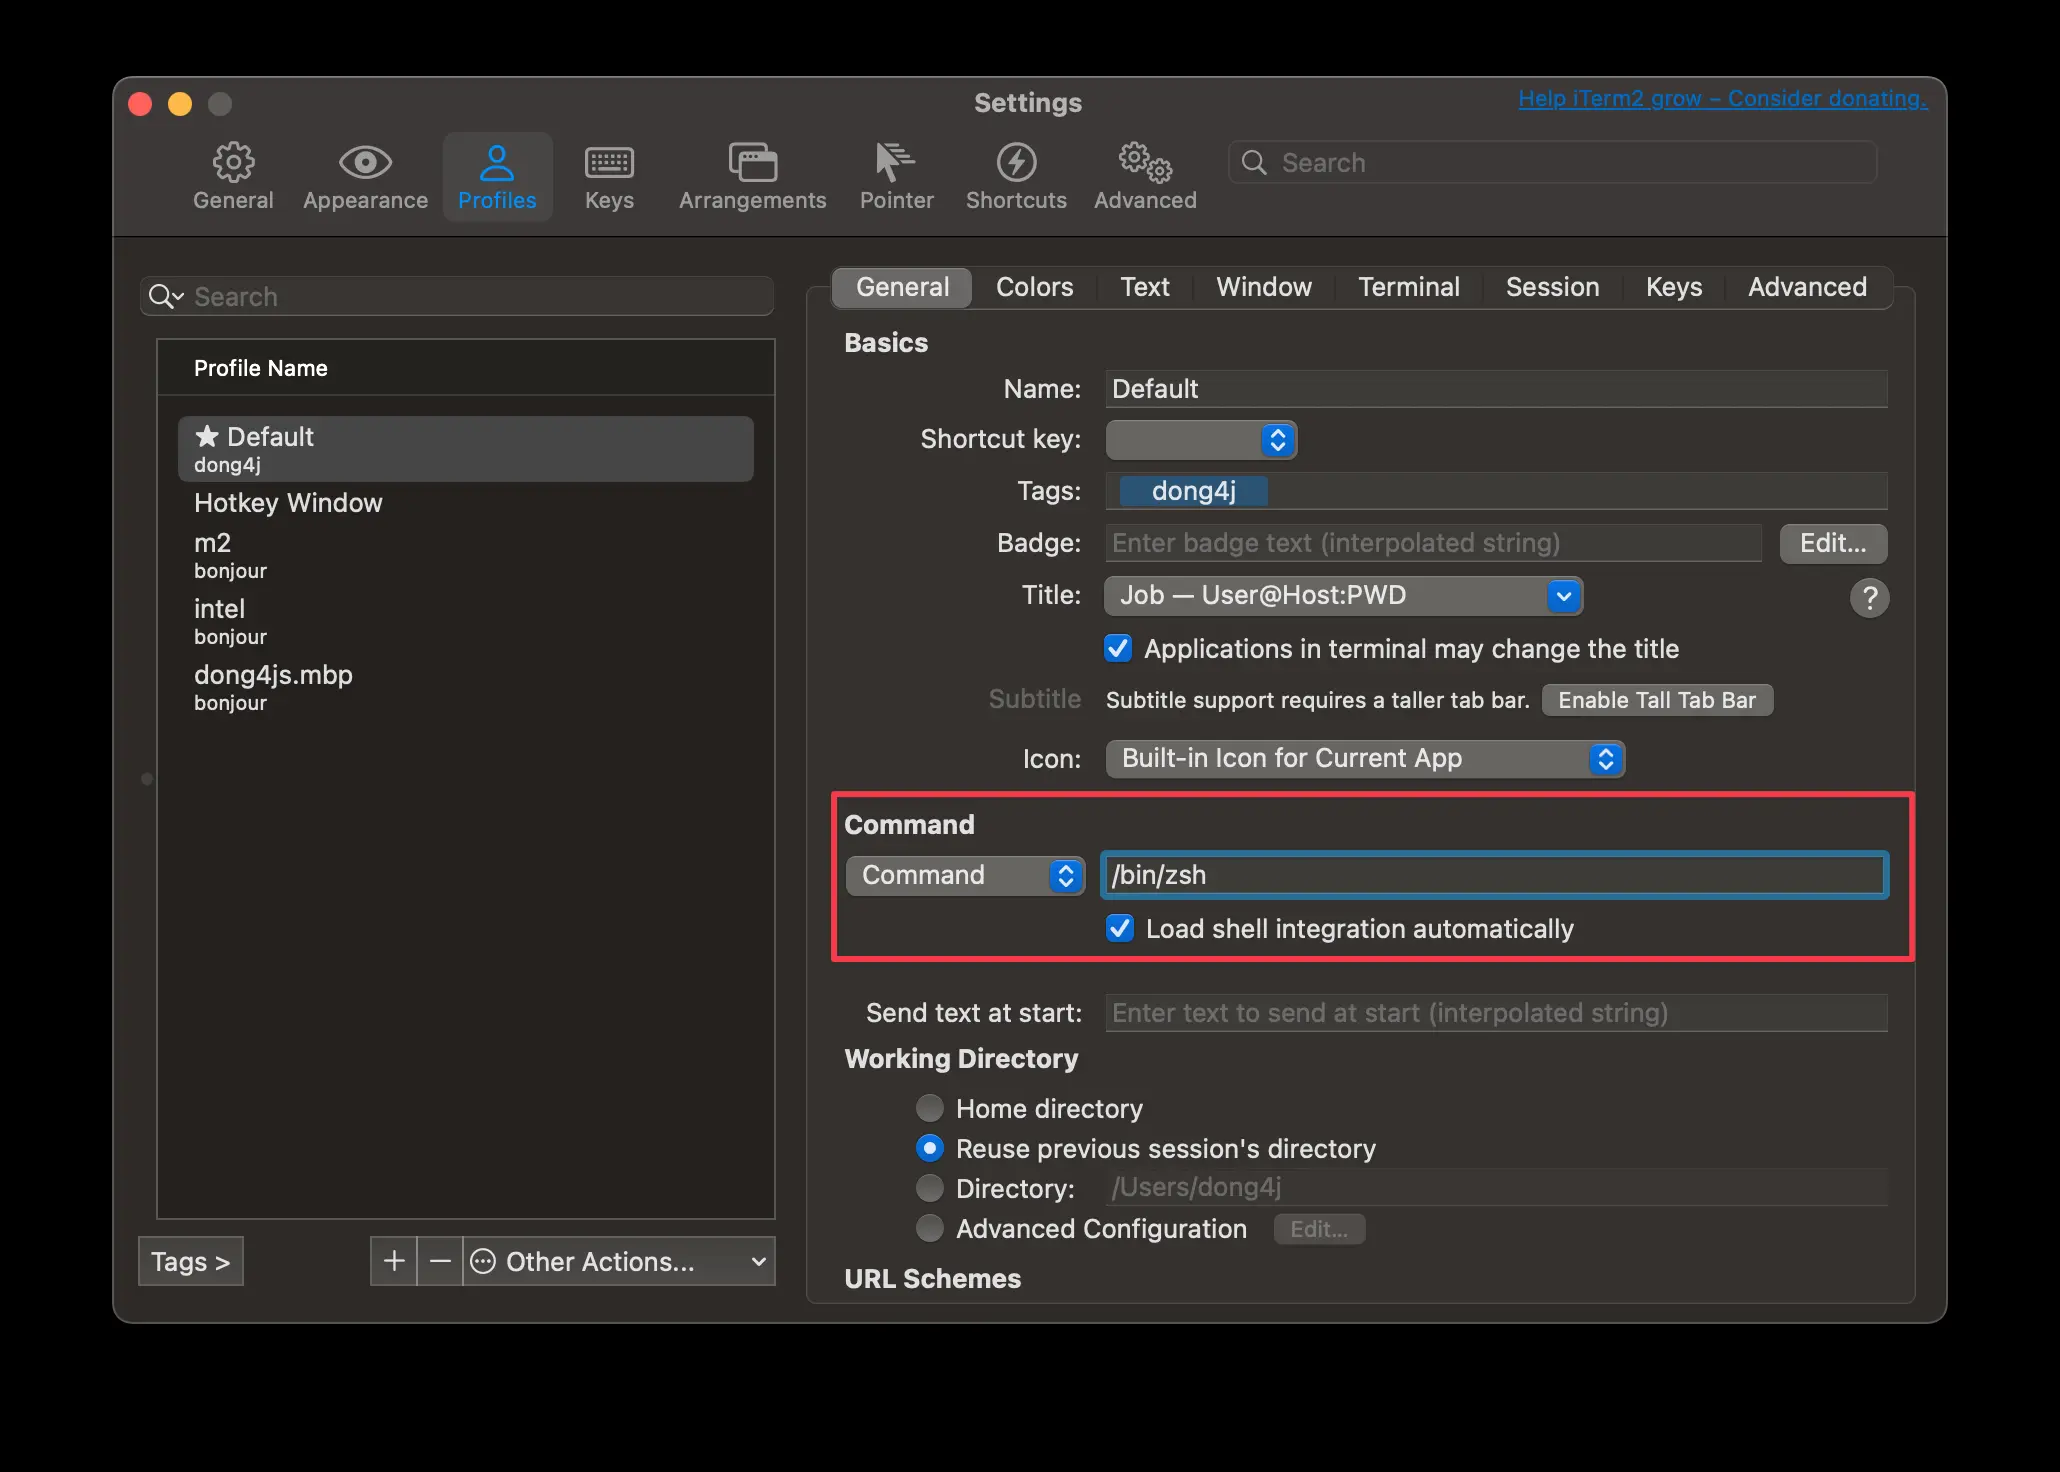 Settings
Help iTerm2 grow – Consider donating.
General Appearance Profiles Keys Arrangements Pointer Shortcuts Advanced Search
Search
General Colors Text Window Terminal Session Keys Advanced
Profile Name
★ Default
dong4j
Hotkey Window
m2
bonjour
intel
bonjour
dong4js.mbp
bonjour
Tags >
+ − Other Actions...
Basics
Name: Default
Shortcut key:
Tags: dong4j
Badge: Enter badge text (interpolated string) Edit...
Title: Job — User@Host:PWD ?
Applications in terminal may change the title
Subtitle Subtitle support requires a taller tab bar. Enable Tall Tab Bar
Icon: Built-in Icon for Current App
Command
Command /bin/zsh
Load shell integration automatically
Send text at start: Enter text to send at start (interpolated string)
Working Directory
Home directory
Reuse previous session's directory
Directory: /Users/dong4j
Advanced Configuration Edit...
URL Schemes